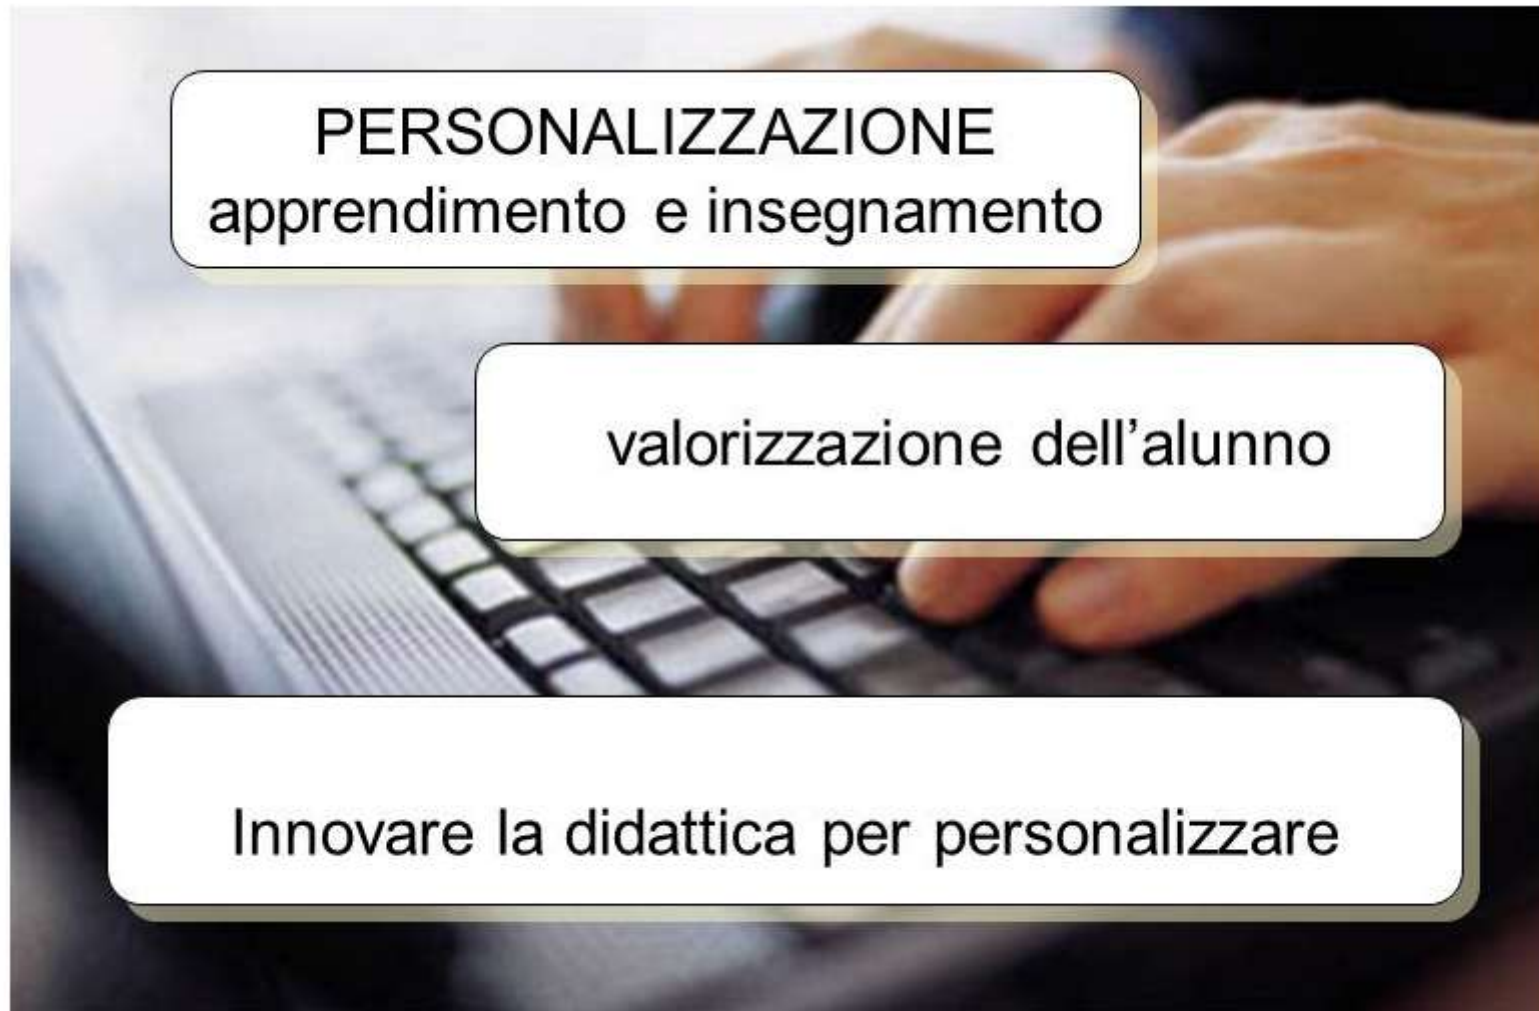 PERSONALIZZAZIONE
apprendimento e insegnamento
valorizzazione dell’alunno
Innovare la didattica per personalizzare